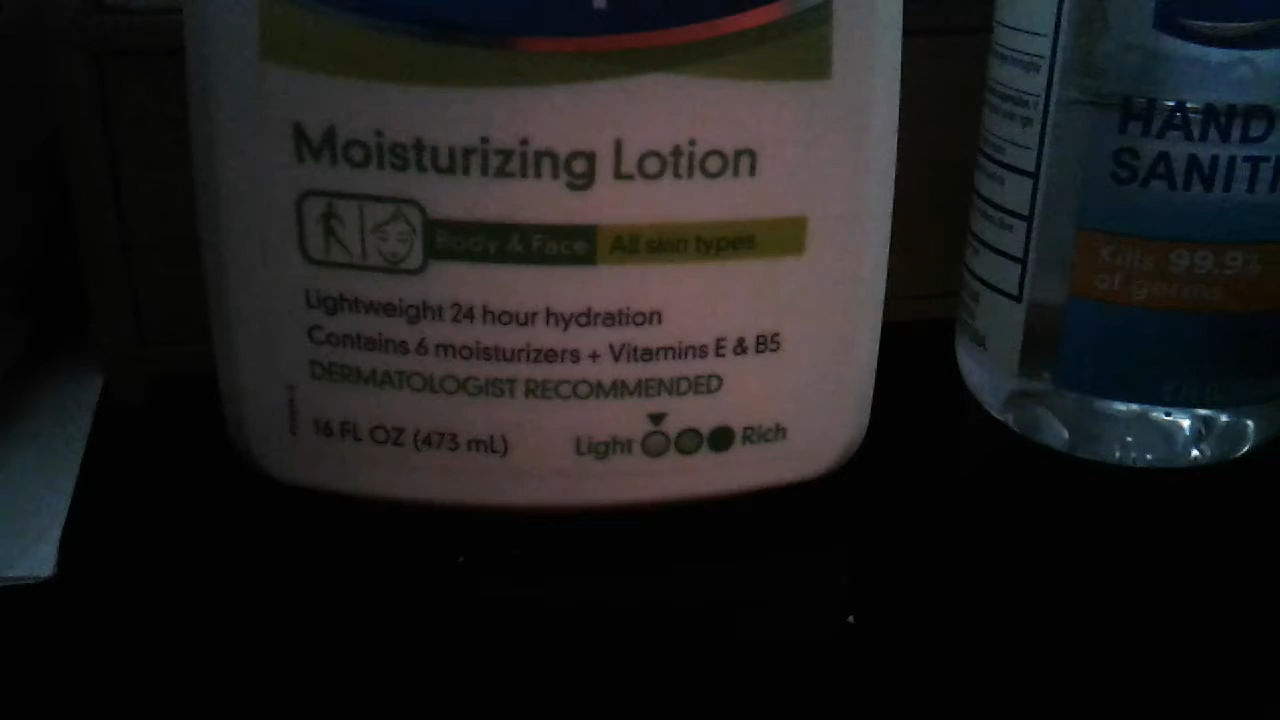 Moisturizing Lotion
Body & Face All skin types
Lightweight 24 hour hydration
Contains 6 moisturizers + Vitamins E & B5
DERMATOLOGIST RECOMMENDED
16 FL OZ (473 mL)
Light Rich
HAND
SANITI
Kills 99.9%
of germs